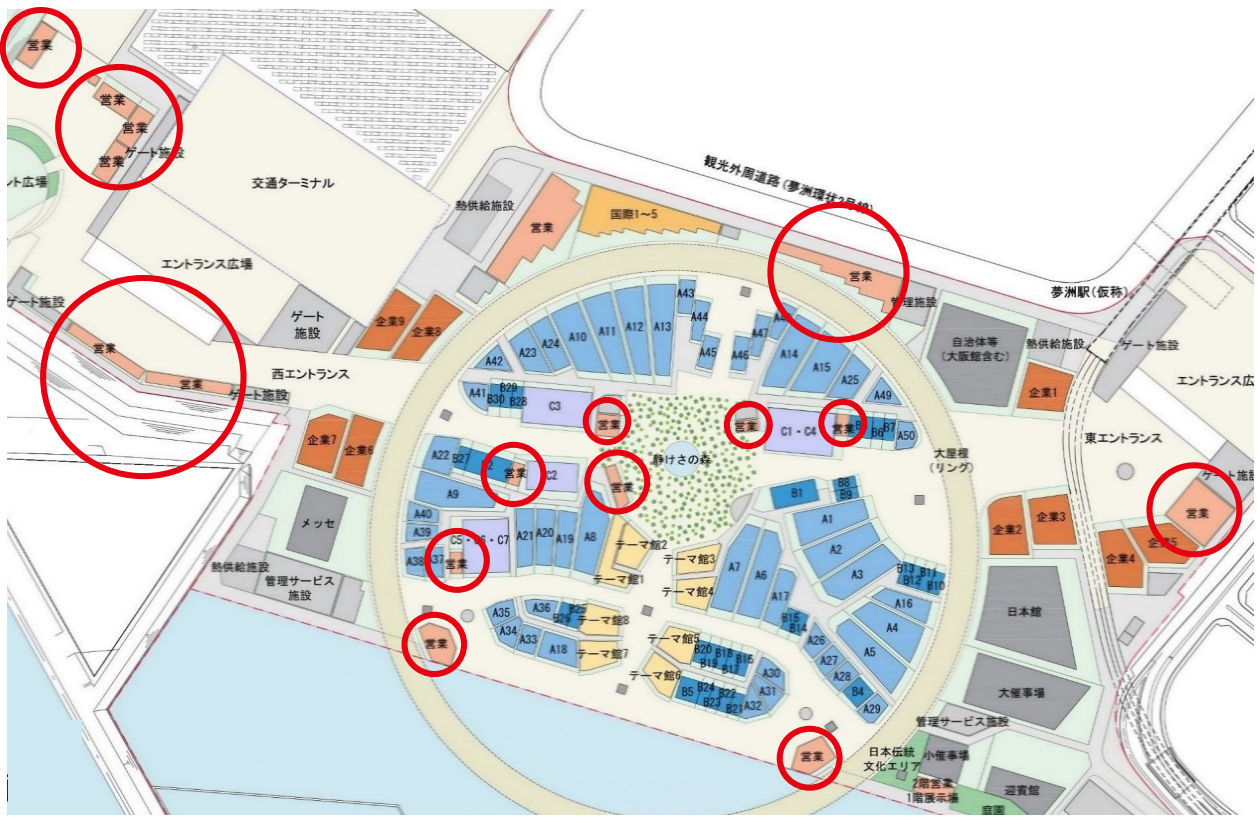 営業
営業
営業
営業
ゲート施設
ント広場
交通ターミナル
エントランス広場
ゲート施設
営業
営業
ゲート施設
ゲート
施設
西エントランス
熱供給施設
営業
国際1～5
観光外周道路(夢洲環状2号線)
営業
管理施設
夢洲駅(仮称)
自治体等
(大阪館含む)
熱供給施設
ゲート施設
企業1
エントランス広
東エントランス
ゲート施設
営業
企業9
企業8
企業7
企業6
メッセ
熱供給施設
管理サービス
施設
A42
A23
A24
A10
A11
A12
A13
A43
A44
A45
A46
A47
A14
A15
A25
A49
A41
B29
B30
B28
C3
営業
営業
C1・C4
営業
B6
B7
A50
大屋根
(リング)
A22
B27
営業
C2
営業
静けさの森
B1
B8
B9
A9
A40
A39
A38
A37
C5・C6・C7
営業
A21
A20
A19
A8
テーマ館2
テーマ館1
テーマ館3
テーマ館4
A7
A6
A17
A1
A2
A3
B13
B11
B12
B10
A16
A4
A5
B15
B14
A26
A27
A28
B4
A29
A35
A36
A34
A33
A18
B25
B26
テーマ館8
テーマ館7
テーマ館5
テーマ館6
B20
B18
B16
B19
B17
B5
B24
B22
B23
B21
A30
A31
A32
営業
営業
企業2
企業3
企業4
企業5
日本館
大催事場
管理サービス施設
日本伝統
文化エリア
小催事場
2階営業
1階展示場
迎賓館
庭園